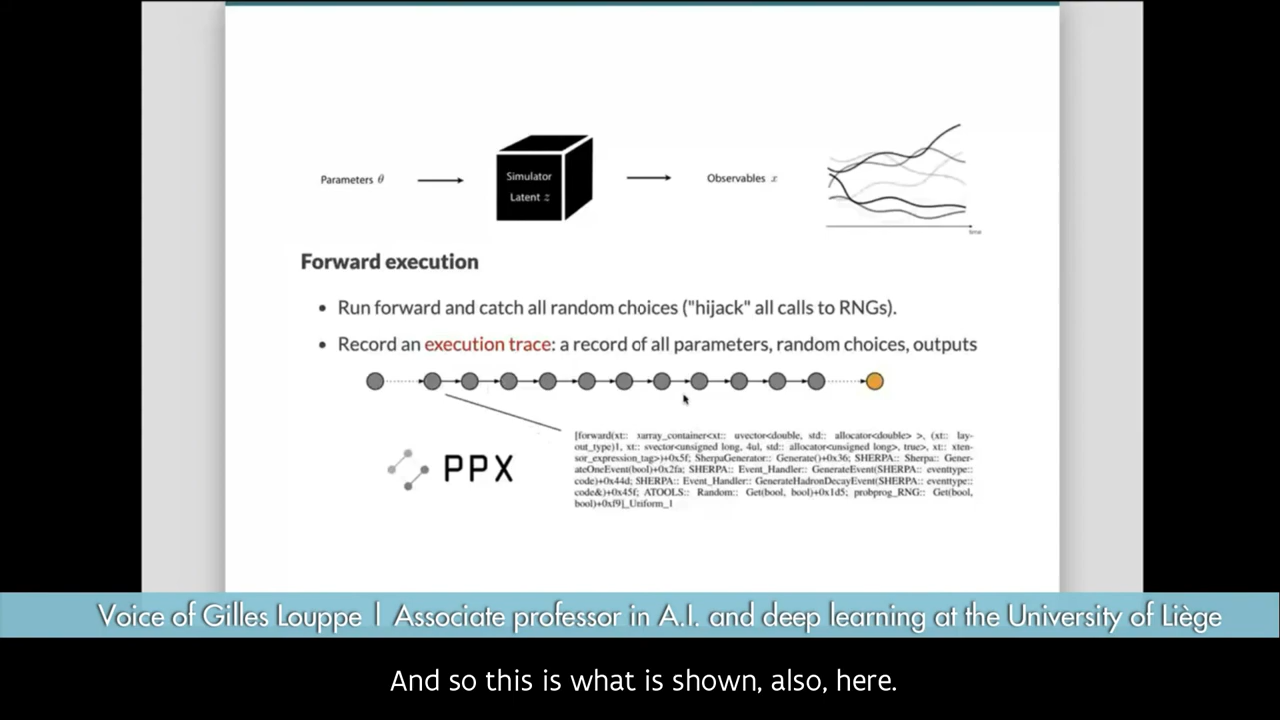 Parameters θ
Simulator
Latent z
Observables x
time
Forward execution
• Run forward and catch all random choices ("hijack" all calls to RNGs).
• Record an execution trace: a record of all parameters, random choices, outputs
PPX
[forward(xt:: xarray_container<xt:: uvector<double, std:: allocator<double> >, (xt:: lay-
out_type)1, xt:: svector<unsigned long, 4ul, std:: allocator<unsigned long>, true>, xt:: xten-
sor_expression_tag>)+0x5f; SherpaGenerator:: Generate()+0x36; SHERPA:: Sherpa:: Gener-
ateOneEvent(bool)+0x2fa; SHERPA:: Event_Handler:: GenerateEvent(SHERPA:: eventtype::
code)+0x44d; SHERPA:: Event_Handler:: GenerateHadronDecayEvent(SHERPA:: eventtype::
code&)+0x45f; ATOOLS:: Random:: Get(bool, bool)+0x1d5; probprog_RNG:: Get(bool,
bool)+0xf9]_Uniform_1
Voice of Gilles Louppe | Associate professor in A.I. and deep learning at the University of Liège
And so this is what is shown, also, here.